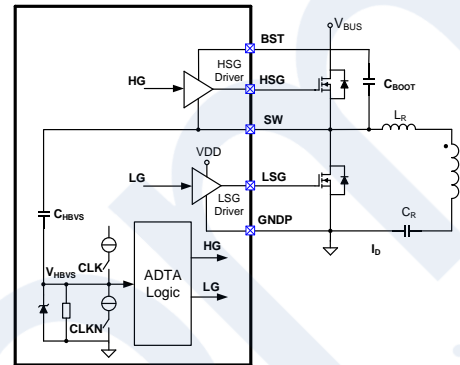 BST
VBUS
HSG
Driver
HG
HSG
CBOOT
SW
LR
VDD
LG
LSG
LSG
Driver
CHBVS
GNDP
CR
HG
ID
VHBVS
CLK
ADTA
Logic
LG
CLKN